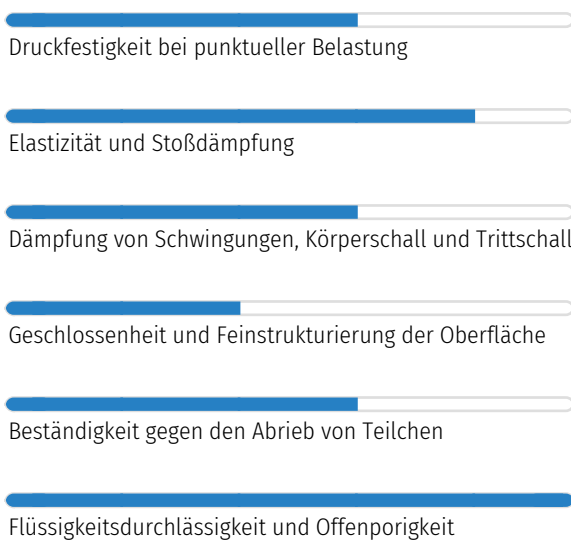 Druckfestigkeit bei punktueller Belastung
Elastizität und Stoßdämpfung
Dämpfung von Schwingungen, Körperschall und Trittschall
Geschlossenheit und Feinstrukturierung der Oberfläche
Beständigkeit gegen den Abrieb von Teilchen
Flüssigkeitsdurchlässigkeit und Offenporigkeit